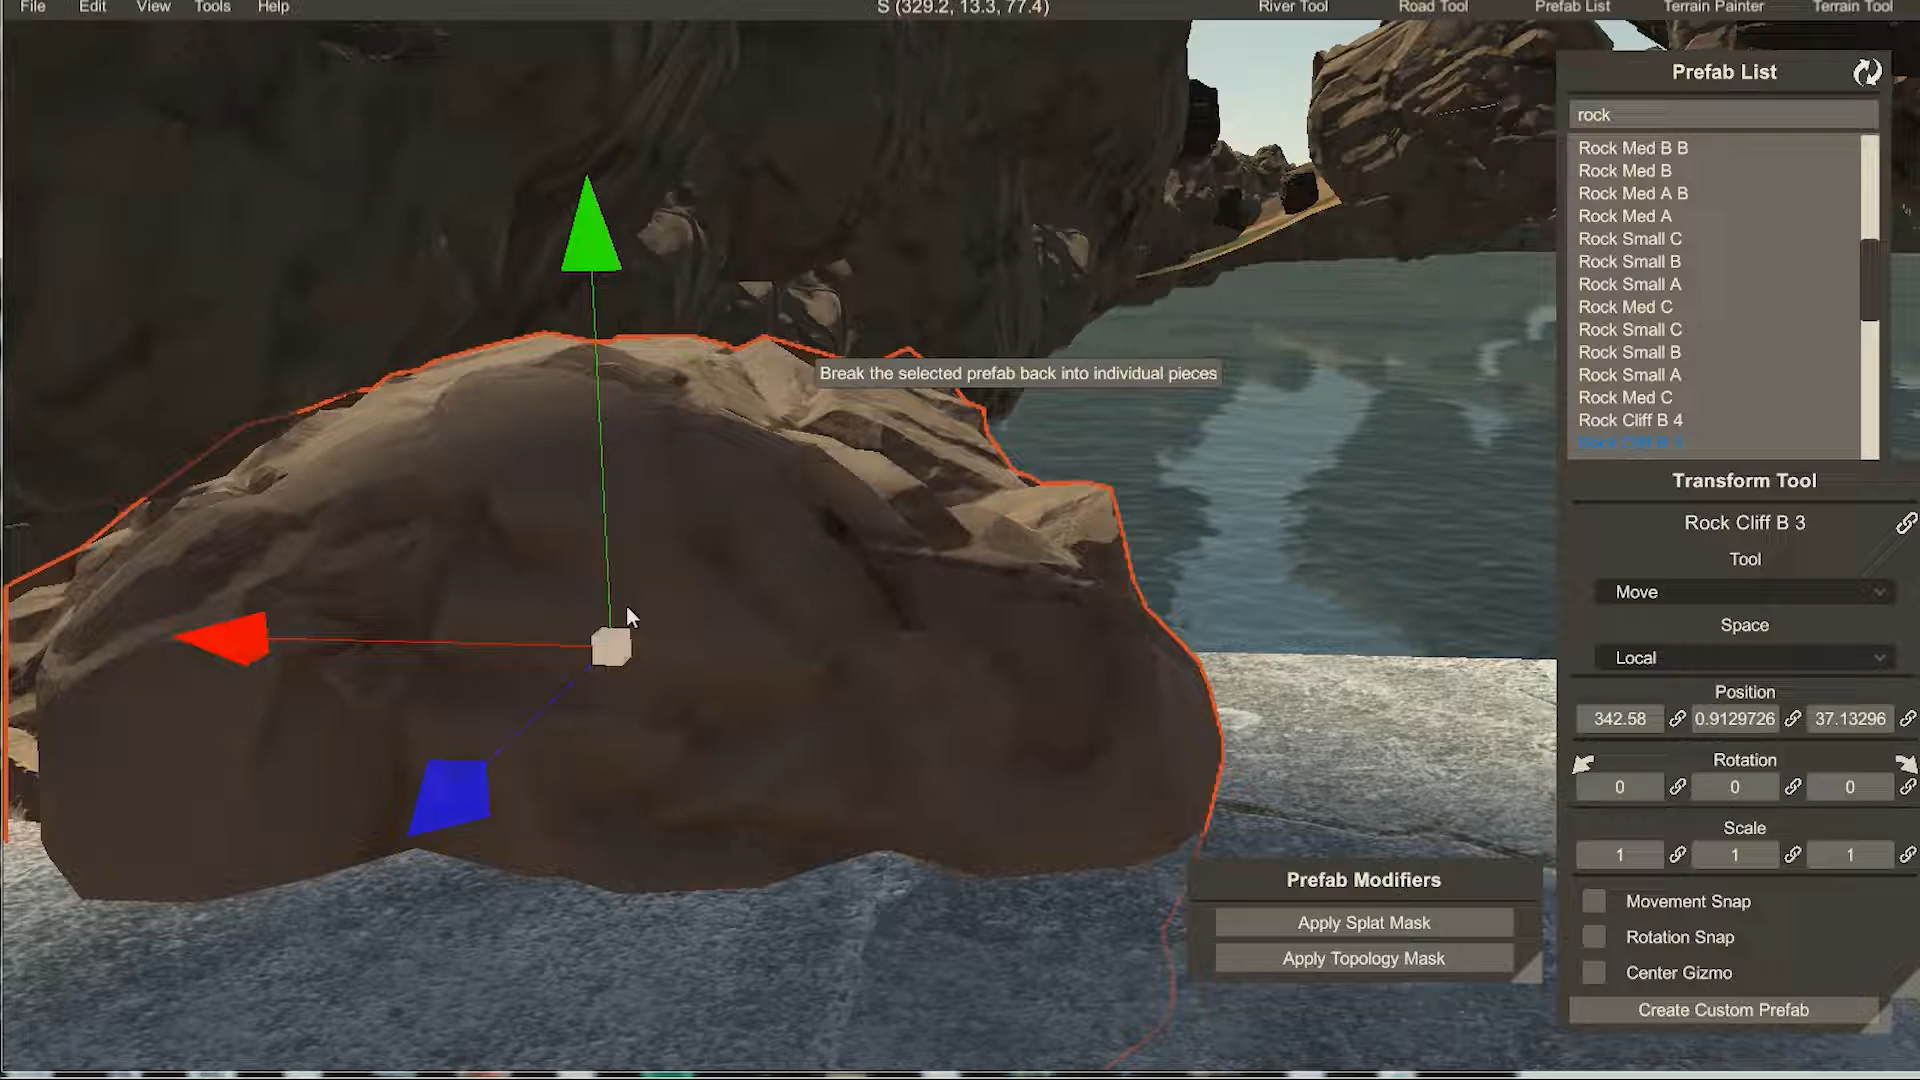 File Edit View Tools Help S (329.2, 13.3, 77.4) River Tool Road Tool Prefab List Terrain Painter Terrain Tool
Prefab List
rock
Rock Med B B
Rock Med B
Rock Med A B
Rock Med A
Rock Small C
Rock Small B
Rock Small A
Rock Med C
Rock Small C
Rock Small B
Rock Small A
Rock Med C
Rock Cliff B 4
Break the selected prefab back into individual pieces
Transform Tool
Rock Cliff B 3
Tool
Move
Space
Local
Position
342.58 0.9129726 37.13296
Rotation
0 0 0
Scale
1 1 1
Movement Snap
Rotation Snap
Center Gizmo
Create Custom Prefab
Prefab Modifiers
Apply Splat Mask
Apply Topology Mask